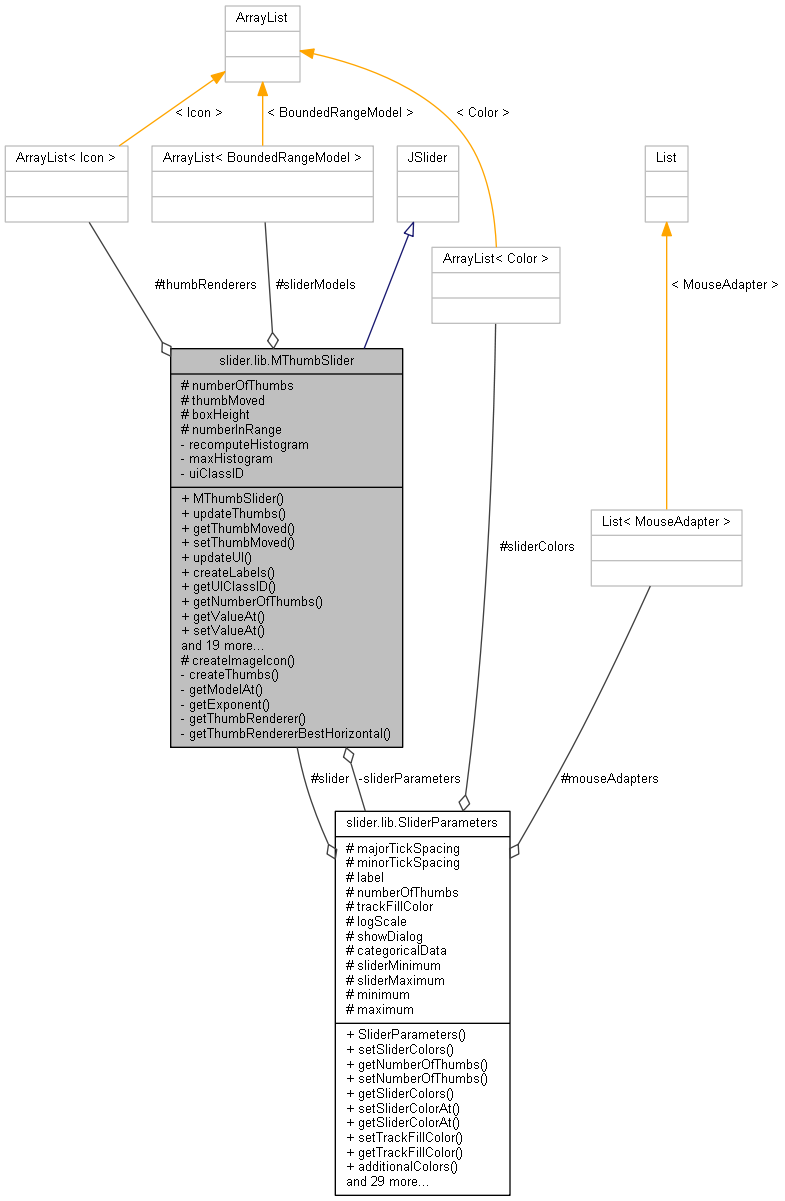 ArrayList
< Icon >
< BoundedRangeModel >
< Color >
ArrayList< Icon >
ArrayList< BoundedRangeModel >
JSlider
List
ArrayList< Color >
#thumbRenderers
#sliderModels
< MouseAdapter >
slider.lib.MThumbSlider
# numberOfThumbs
# thumbMoved
# boxHeight
# numberInRange
- recomputeHistogram
- maxHistogram
- uiClassID
+ MThumbSlider()
+ updateThumbs()
+ getThumbMoved()
+ setThumbMoved()
+ updateUI()
+ createLabels()
+ getUIClassID()
+ getNumberOfThumbs()
+ getValueAt()
+ setValueAt()
and 19 more...
# createImageIcon()
- createThumbs()
- getModelAt()
- getExponent()
- getThumbRenderer()
- getThumbRendererBestHorizontal()
List< MouseAdapter >
#sliderColors
#slider
-sliderParameters
#mouseAdapters
slider.lib.SliderParameters
# majorTickSpacing
# minorTickSpacing
# label
# numberOfThumbs
# trackFillColor
# logScale
# showDialog
# categoricalData
# sliderMinimum
# sliderMaximum
# minimum
# maximum
+ SliderParameters()
+ setSliderColors()
+ getNumberOfThumbs()
+ setNumberOfThumbs()
+ getSliderColors()
+ setSliderColorAt()
+ getSliderColorAt()
+ setTrackFillColor()
+ getTrackFillColor()
+ additionalColors()
and 29 more...